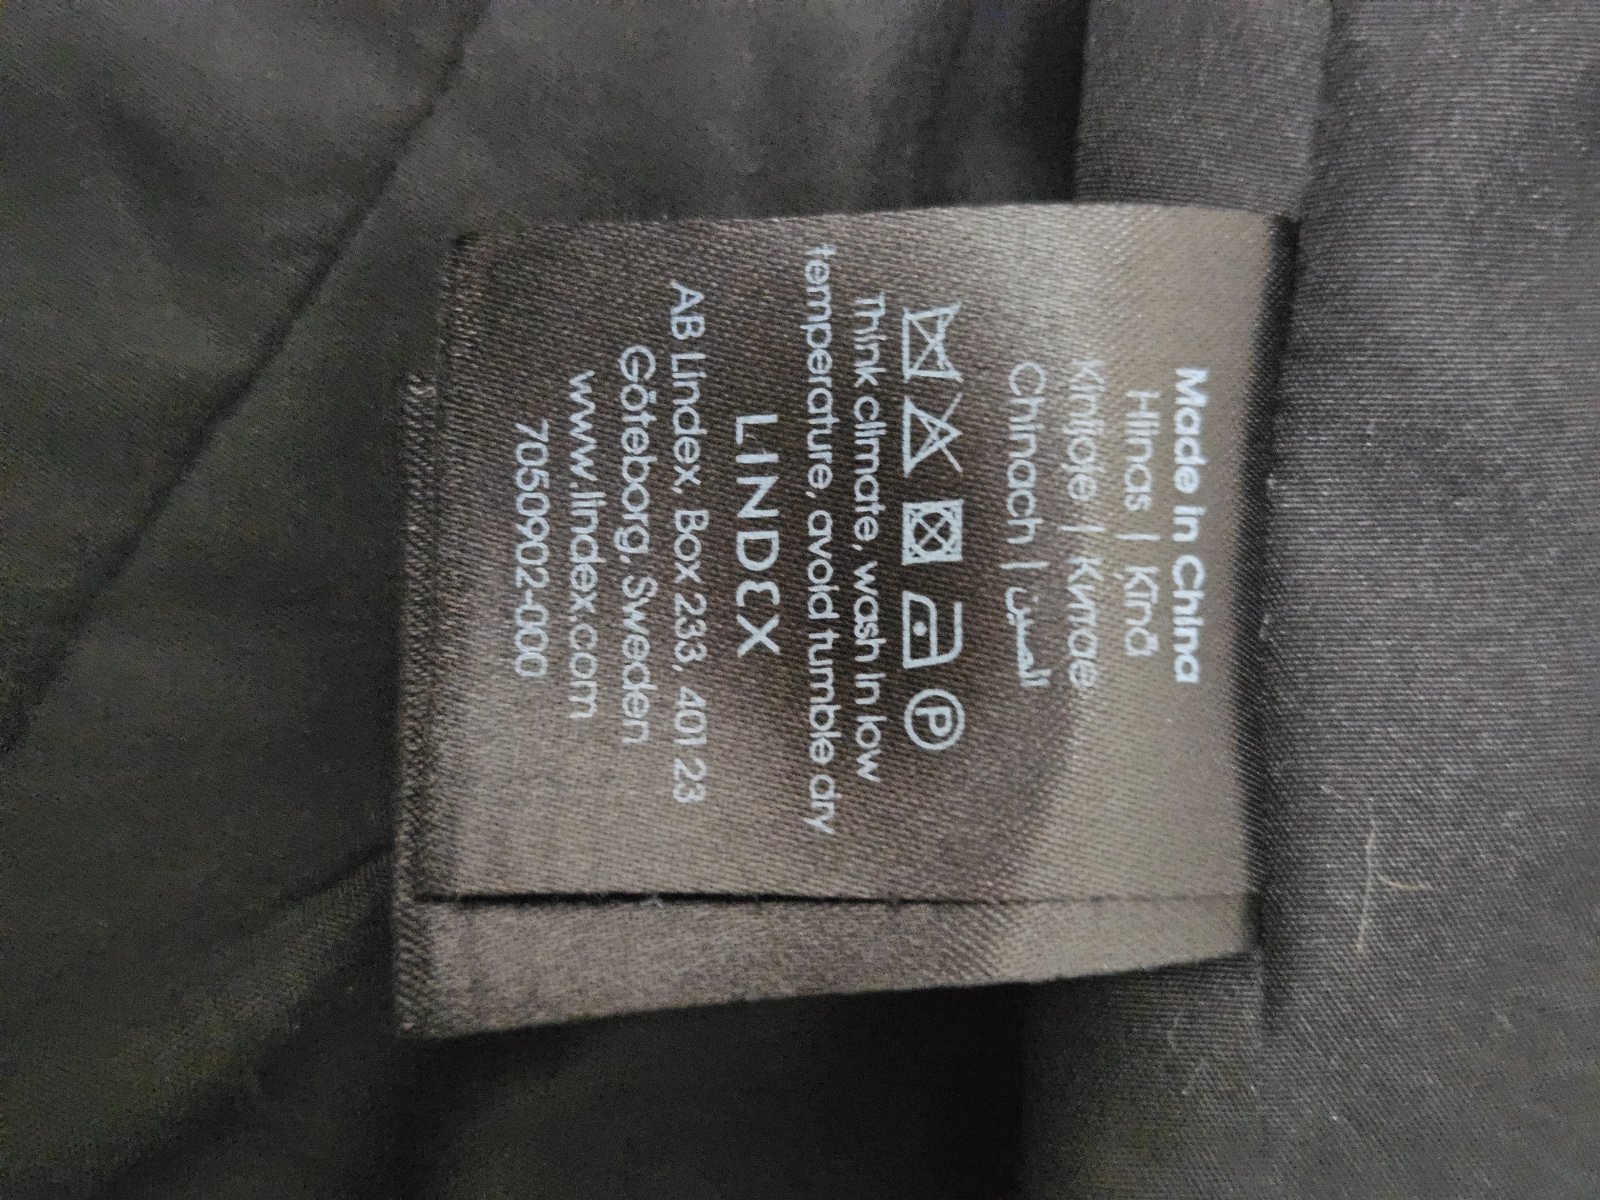 Made in China
Hiinas | Ķīnā
Kinijoje | Китае
Chinach | الصين
P
Think climate, wash in low
temperature, avoid tumble dry
LINDEX
AB Lindex, Box 233, 401 23
Göteborg, Sweden
www.lindex.com
7050902-000